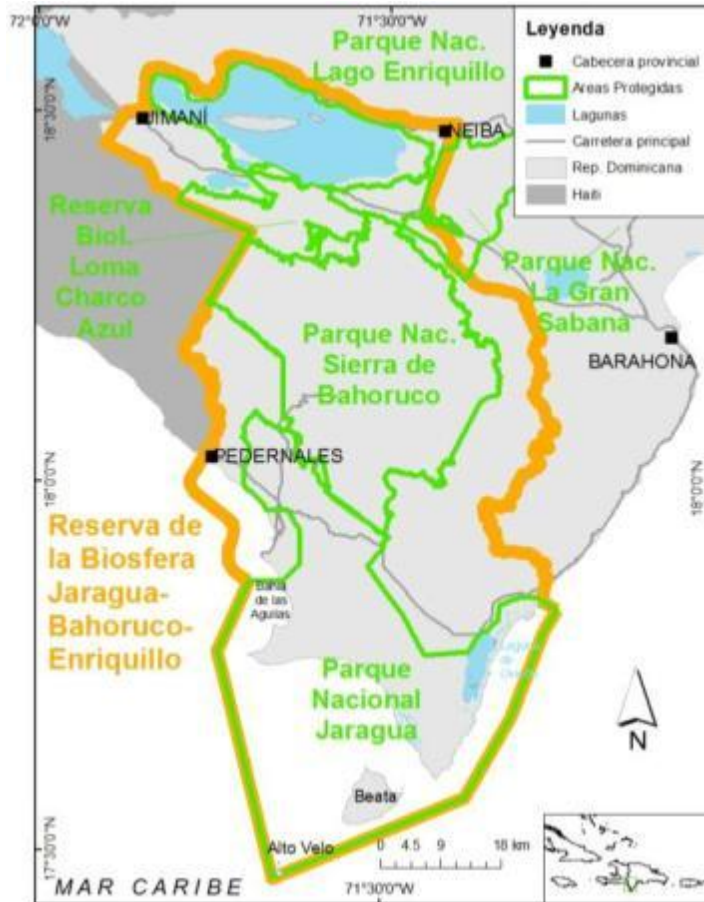 72°0'0"W
71°30'0"W
Leyenda
Cabecera provincial
Areas Protegidas
Lagunas
Carretera principal
Rep. Dominicana
Haiti
Parque Nac.
Lago Enriquillo
18°30'0"N
JIMANÍ
NEIBA
Reserva
Biol.
Loma
Charco
Azul
Parque Nac.
La Gran
Sabana
Parque Nac.
Sierra de
Bahoruco
BARAHONA
PEDERNALES
18°0'0"N
18°0'0"N
Reserva de
la Biosfera
Jaragua-
Bahoruco-
Enriquillo
Bahia
de las
Aguilas
Laguna
de
Parque
Nacional
Jaragua
N
Beata
Alto Velo
0 4.5 9 18 km
17°30'0"N
MAR CARIBE
71°30'0"W